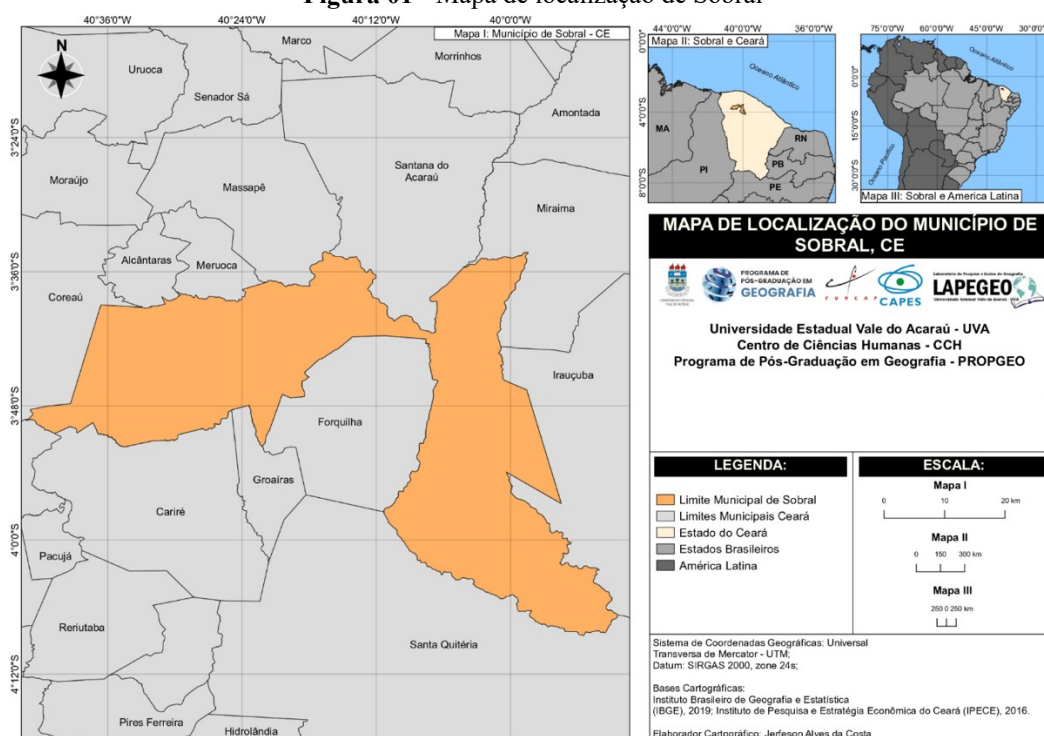 Figura 01 - Mapa de localização de Sobral
40°36'0"W
40°24'0"W
40°12'0"W
40°0'0"W
Mapa I: Município de Sobral - CE
N
Marco
Morrinhos
Uruoca
Senador Sá
Amontada
3°24'0"S
Moraújo
Massapê
Santana do
Acaraú
Miraima
Alcântaras
Meruoca
3°36'0"S
Coreaú
Irauçuba
3°48'0"S
Forquilha
Groaíras
Cariré
4°0'0"S
Pacujá
Reriutaba
Santa Quitéria
4°12'0"S
Pires Ferreira
Hidrolândia
Mapa II: Sobral e Ceará
40°0'0"W
36°0'0"W
0°0'0"
4°0'0"S
8°0'0"S
Oceano Atlântico
MA
PI
RN
PB
PE
75°0'0"W
60°0'0"W
45°0'0"W
0°0'0"
15°0'0"S
30°0'0"S
Oceano Atlântico
Oceano Pacífico
Mapa III: Sobral e America Latina
MAPA DE LOCALIZAÇÃO DO MUNICÍPIO DE
SOBRAL, CE
PROGRAMA DE
PÓS-GRADUAÇÃO EM
GEOGRAFIA
FUNCAP
CAPES
LAPEGEO
Universidade Estadual Vale do Acaraú - UVA
Centro de Ciências Humanas - CCH
Programa de Pós-Graduação em Geografia - PROPGEO
LEGENDA:
Limite Municipal de Sobral
Limites Municipais Ceará
Estado do Ceará
Estados Brasileiros
América Latina
ESCALA:
Mapa I
0 10 20 km
Mapa II
0 150 300 km
Mapa III
250 0 250 km
Sistema de Coordenadas Geográficas: Universal
Transversa de Mercator - UTM;
Datum: SIRGAS 2000, zone 24s;
Bases Cartográficas:
Instituto Brasileiro de Geografia e Estatística
(IBGE), 2019; Instituto de Pesquisa e Estratégia Econômica do Ceará (IPECE), 2016.
Elaborador Cartográfico: Jerfeson Alves da Costa